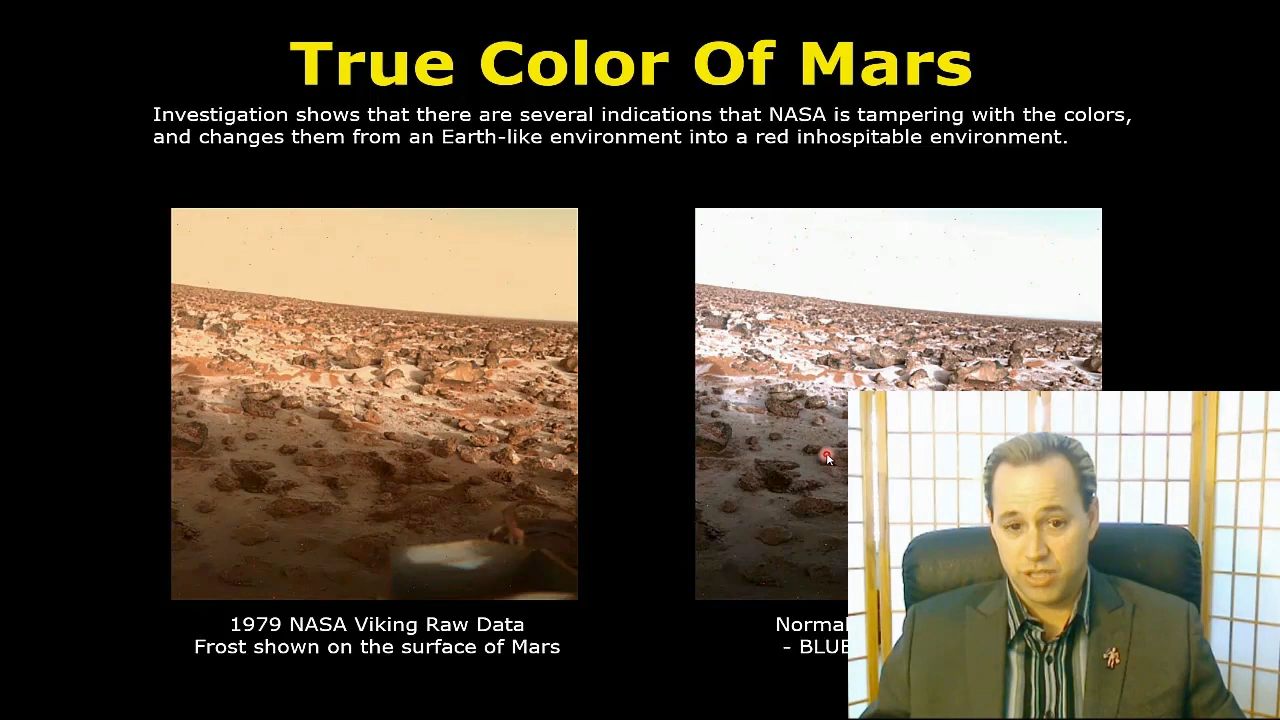 True Color Of Mars
Investigation shows that there are several indications that NASA is tampering with the colors,
and changes them from an Earth-like environment into a red inhospitable environment.
1979 NASA Viking Raw Data
Frost shown on the surface of Mars
- BLUE